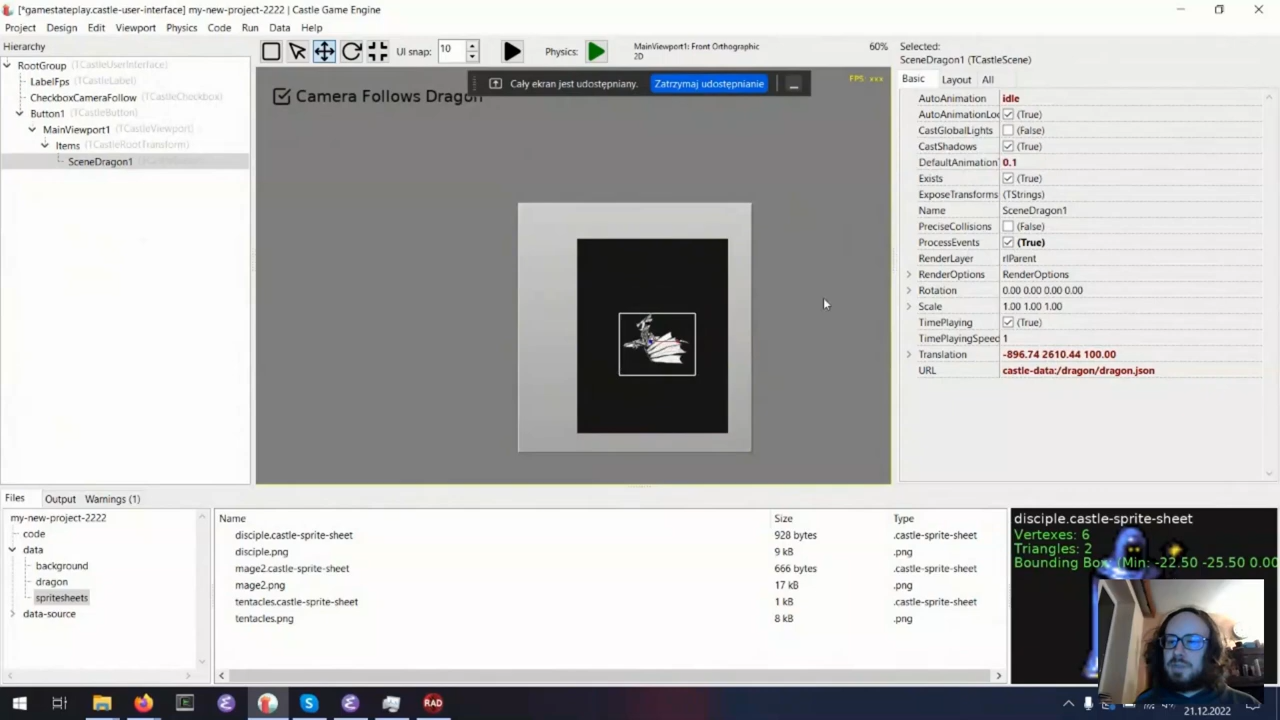 [*gamestateplay.castle-user-interface] my-new-project-2222 | Castle Game Engine
Project Design Edit Viewport Physics Code Run Data Help
Hierarchy
RootGroup (TCastleUserInterface)
LabelFps (TCastleLabel)
CheckboxCameraFollow (TCastleCheckbox)
Button1 (TCastleButton)
MainViewport1 (TCastleViewport)
Items (TCastleRootTransform)
SceneDragon1
UI snap: 10
Physics:
MainViewport1: Front Orthographic
2D
60%
Cały ekran jest udostępniany. Zatrzymaj udostępnianie
FPS: xxx
Camera Follows Dragon
Selected:
SceneDragon1 (TCastleScene)
Basic Layout All
AutoAnimation idle
AutoAnimationLoo (True)
CastGlobalLights (False)
CastShadows (True)
DefaultAnimation 0.1
Exists (True)
ExposeTransforms (TStrings)
Name SceneDragon1
PreciseCollisions (False)
ProcessEvents (True)
RenderLayer rlParent
RenderOptions RenderOptions
Rotation 0.00 0.00 0.00 0.00
Scale 1.00 1.00 1.00
TimePlaying (True)
TimePlayingSpeed 1
Translation -896.74 2610.44 100.00
URL castle-data:/dragon/dragon.json
Files Output Warnings (1)
my-new-project-2222
code
data
background
dragon
spritesheets
data-source
Name Size Type
disciple.castle-sprite-sheet 928 bytes .castle-sprite-sheet
disciple.png 9 kB .png
mage2.castle-sprite-sheet 666 bytes .castle-sprite-sheet
mage2.png 17 kB .png
tentacles.castle-sprite-sheet 1 kB .castle-sprite-sheet
tentacles.png 8 kB .png
disciple.castle-sprite-sheet
Vertexes: 6
Triangles: 2
Bounding Box: (Min: -22.50 -25.50 0.00
RAD
21.12.2022